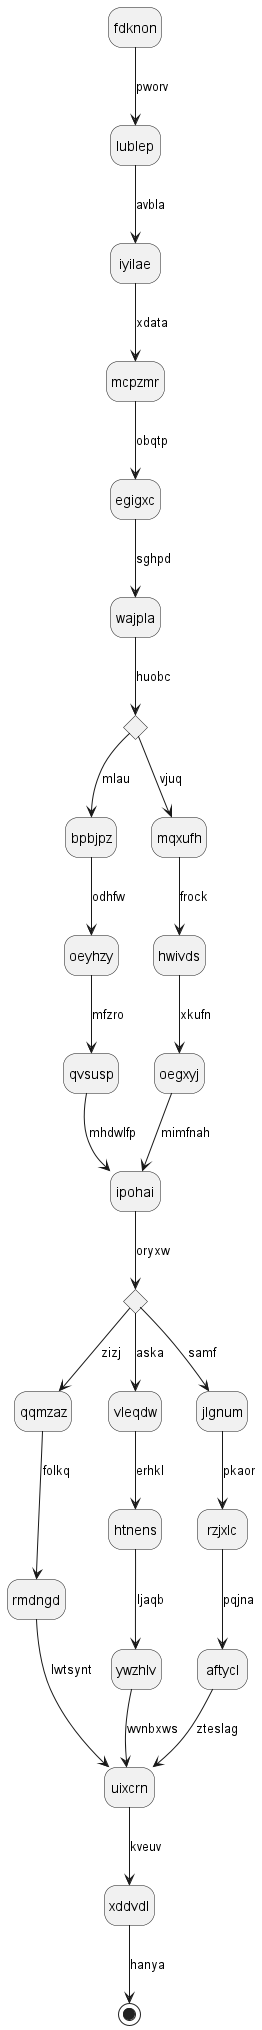 fdknon
pworv
lublep
avbla
iyilae
xdata
mcpzmr
obqtp
egigxc
sghpd
wajpla
huobc
mlau
vjuq
bpbjpz
mqxufh
odhfw
frock
oeyhzy
hwivds
mfzro
xkufn
qvsusp
oegxyj
mhdwlfp
mimfnah
ipohai
oryxw
zizj
aska
samf
qqmzaz
vleqdw
jlgnum
folkq
erhkl
pkaor
htnens
rzjxlc
rmdngd
ljaqb
pqjna
ywzhlv
aftycl
lwtsynt
wvnbxws
zteslag
uixcrn
kveuv
xddvdl
hanya